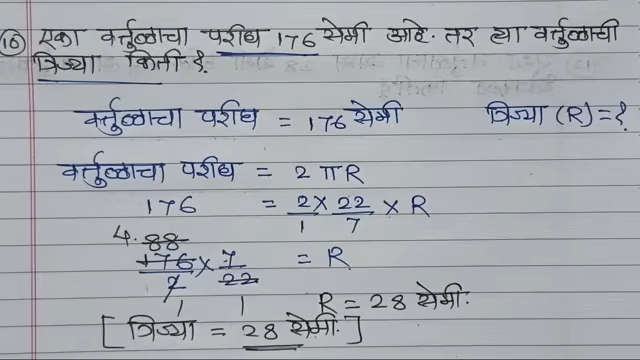 (10) एका वर्त्तुळाचा परीघ 176 सेमी आहे. तर त्या वर्त्तुळाची
त्रिज्या किती?
वर्त्तुळाचा परीघ = 176 सेमी त्रिज्या (R) = ?
वर्त्तुळाचा परीघ = 2 π R
176 = 2/1 × 22/7 × R
4. 88
176/2 × 7/22 = R
1 1 R = 28 सेमी.
[ त्रिज्या = 28 सेमी. ]